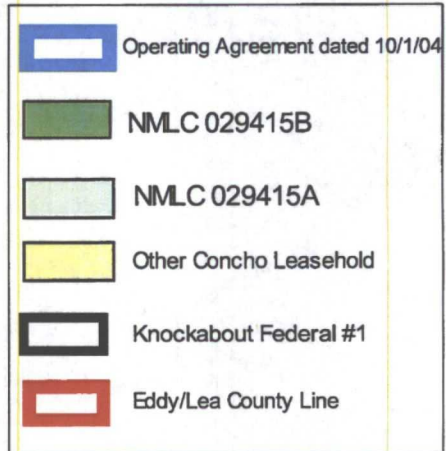 Operating Agreement dated 10/1/04
NMLC 029415B
NMLC 029415A
Other Concho Leasehold
Knockabout Federal #1
Eddy/Lea County Line